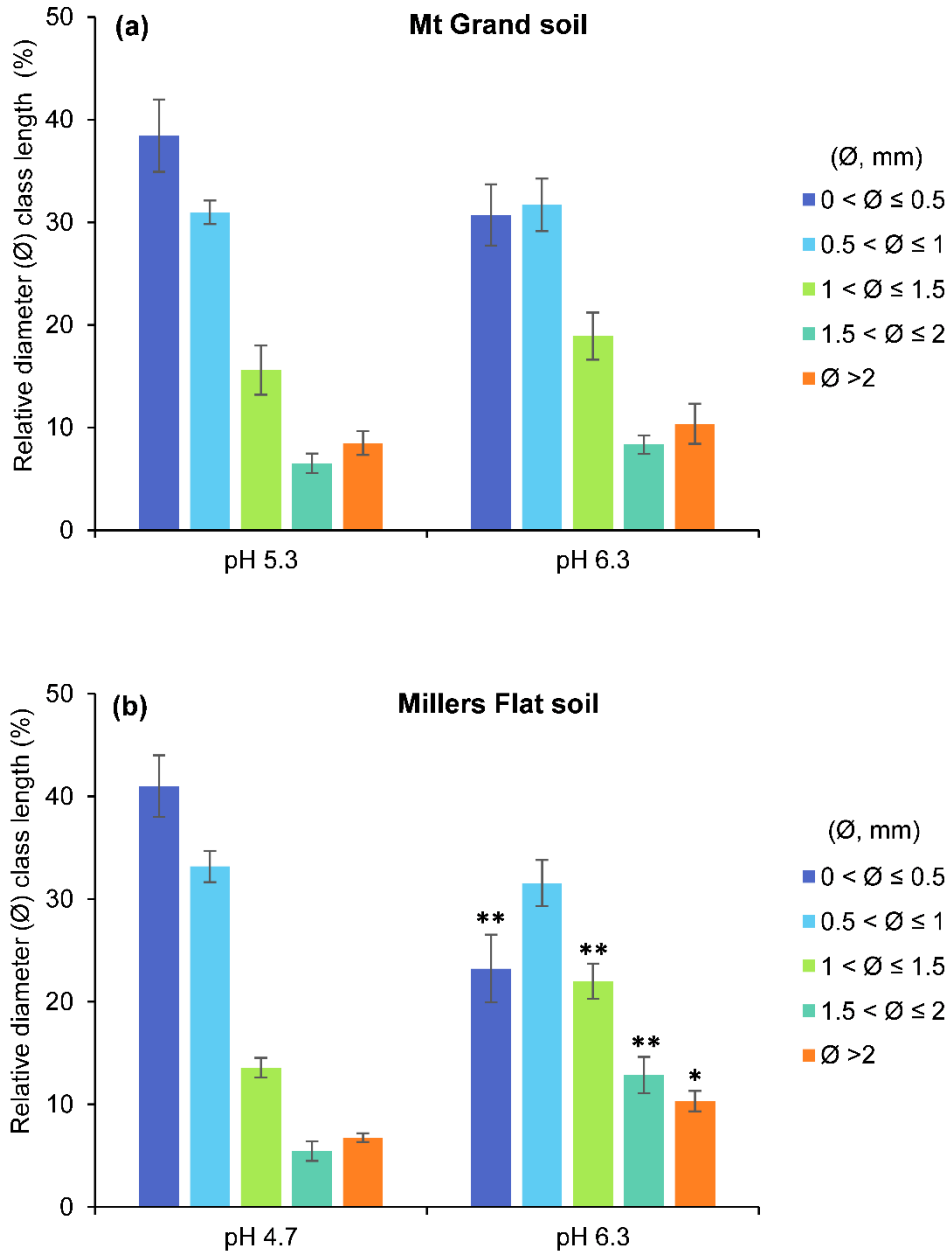 (a)
Mt Grand soil
Relative diameter (Ø) class length  (%)
50
40
30
20
10
0
pH 5.3
pH 6.3
(Ø, mm)
0 < Ø ≤ 0.5
0.5 < Ø ≤ 1
1 < Ø ≤ 1.5
1.5 < Ø ≤ 2
Ø >2
(b)
Millers Flat soil
Relative diameter (Ø) class length (%)
50
40
30
20
10
0
**
**
**
*
pH 4.7
pH 6.3
(Ø, mm)
0 < Ø ≤ 0.5
0.5 < Ø ≤ 1
1 < Ø ≤ 1.5
1.5 < Ø ≤ 2
Ø >2